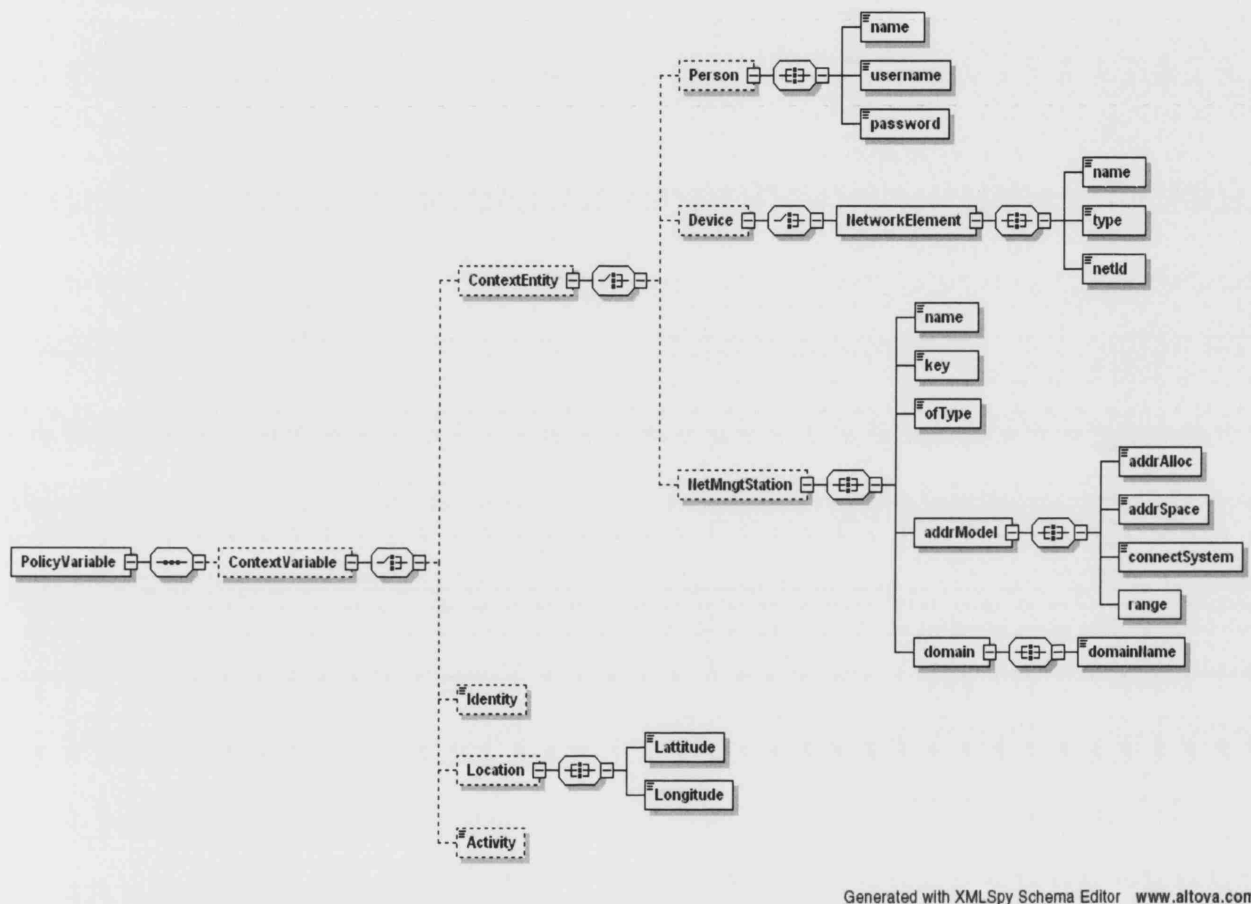 name
Person
username
password
name
Device
NetworkElement
type
netId
ContextEntity
name
key
ofType
NetMngtStation
addrAlloc
addrSpace
addrModel
connectSystem
range
PolicyVariable
ContextVariable
domain
domainName
Identity
Lattitude
Location
Longitude
Activity
Generated with XMLSpy Schema Editor www.altova.com